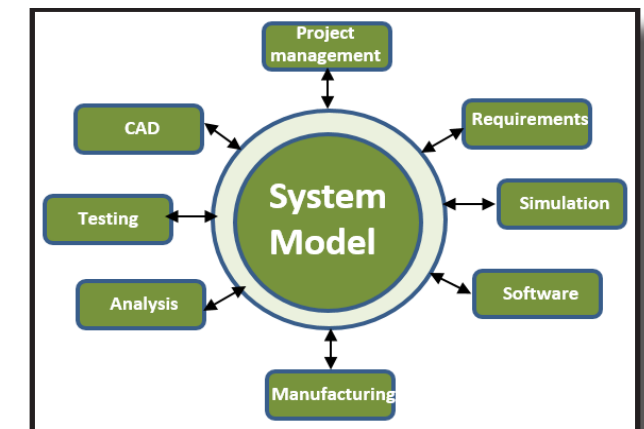 Project
management
CAD
Requirements
Testing
System
Model
Simulation
Analysis
Software
Manufacturing